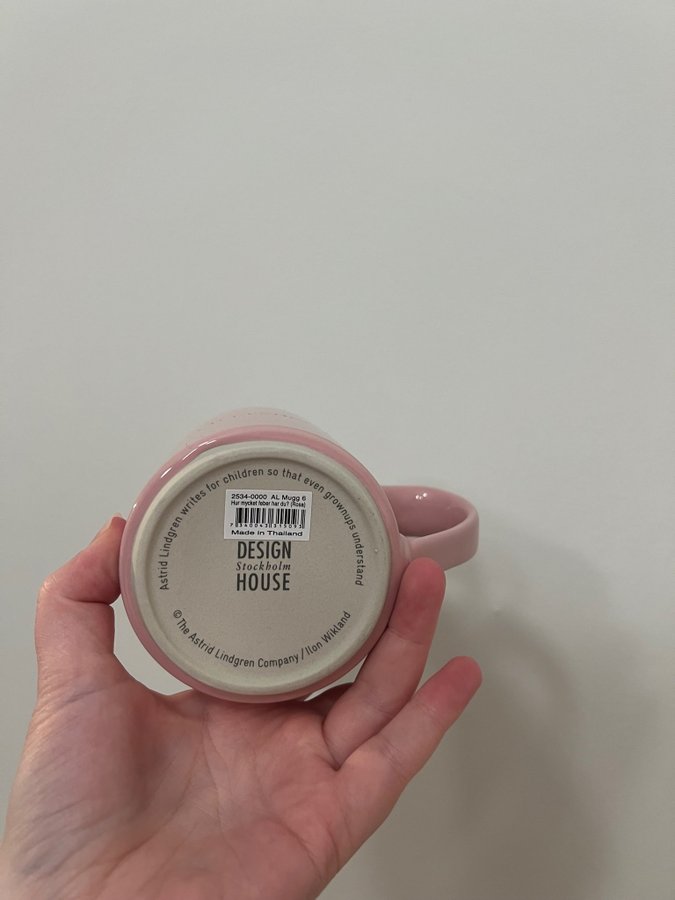 Astrid Lindgren writes for children so that even grownups understand
2534-0000 AL Mugg 6
Hur mycket feber har du? (Rosa)
7340043315093
Made in Thailand
DESIGN
Stockholm
HOUSE
© The Astrid Lindgren Company / Ilon Wikland